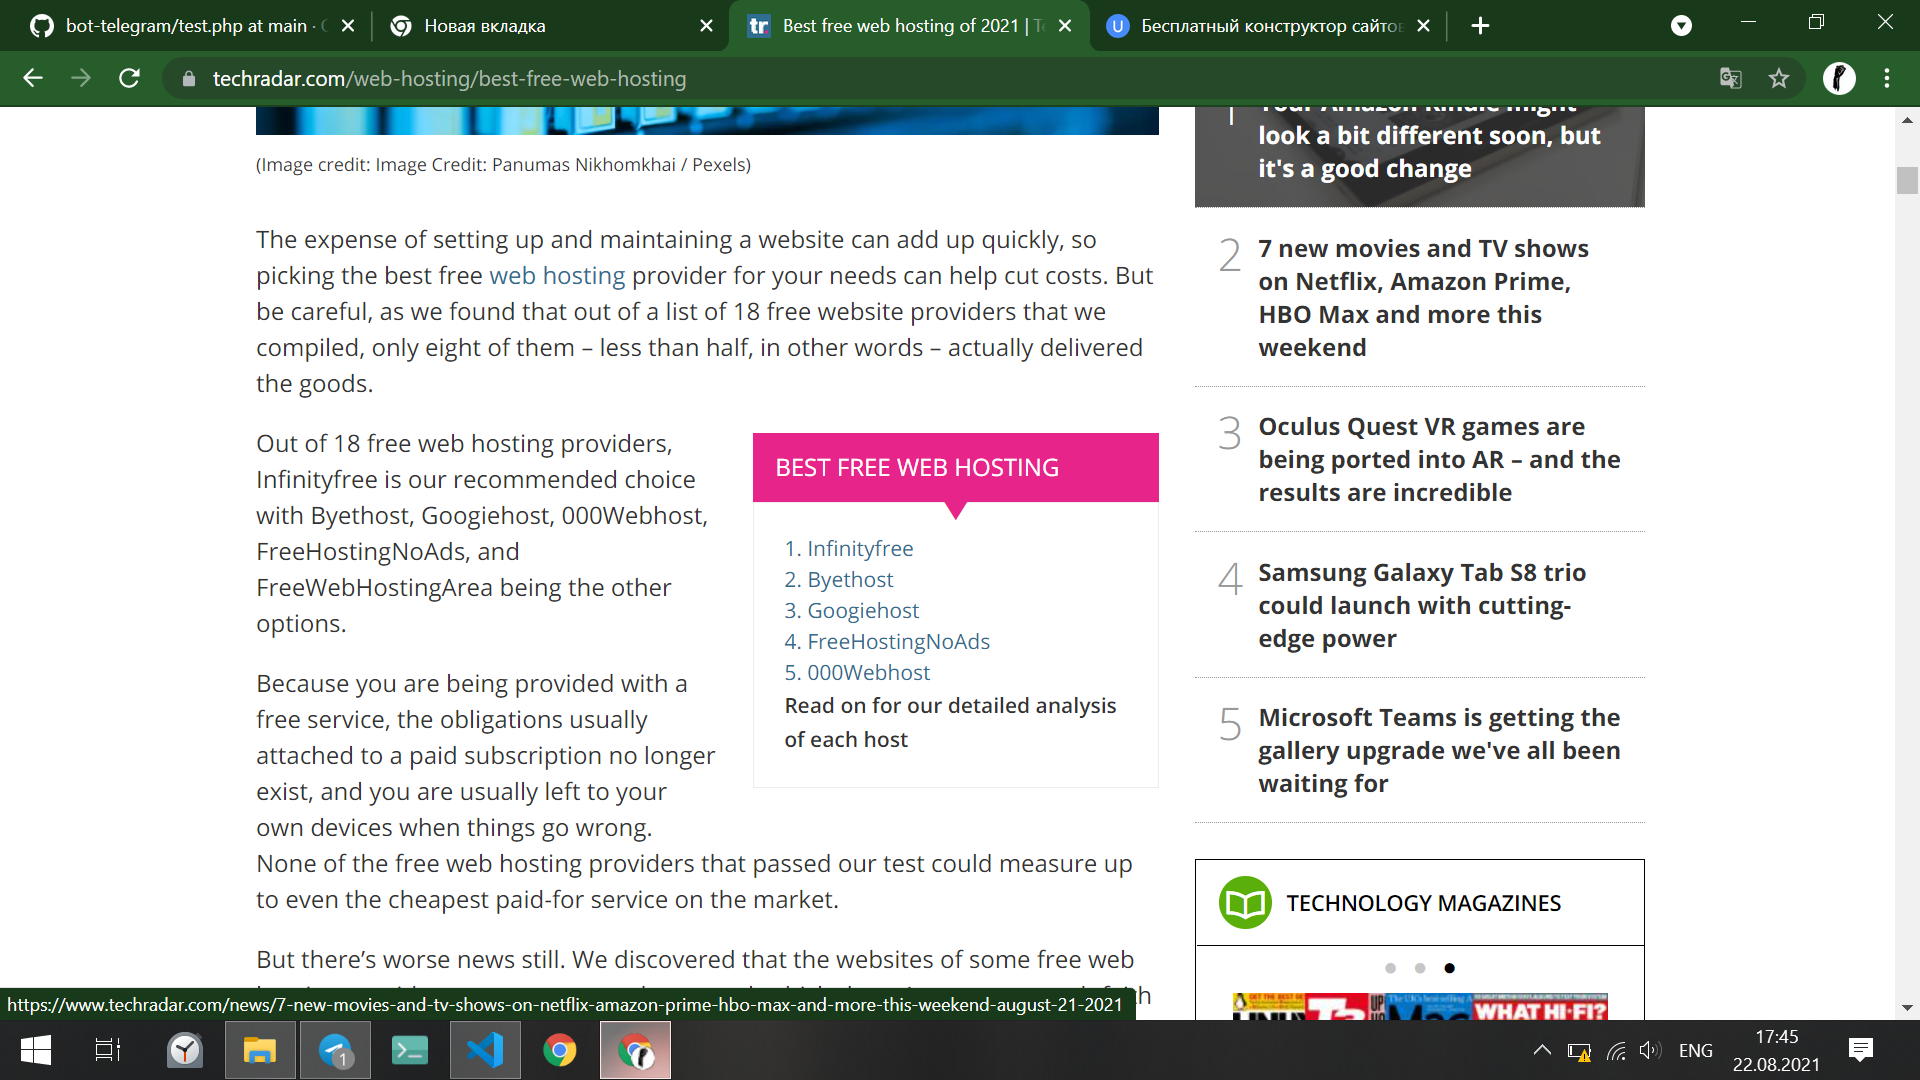 bot-telegram/test.php at main ·
Новая вкладка
tr.
Best free web hosting of 2021 | Te
U
Бесплатный конструктор сайтов
techradar.com/web-hosting/best-free-web-hosting
(Image credit: Image Credit: Panumas Nikhomkhai / Pexels)
The expense of setting up and maintaining a website can add up quickly, so
picking the best free web hosting provider for your needs can help cut costs. But
be careful, as we found that out of a list of 18 free website providers that we
compiled, only eight of them – less than half, in other words – actually delivered
the goods.
Out of 18 free web hosting providers,
Infinityfree is our recommended choice
with Byethost, Googiehost, 000Webhost,
FreeHostingNoAds, and
FreeWebHostingArea being the other
options.
BEST FREE WEB HOSTING
1. Infinityfree
2. Byethost
3. Googiehost
4. FreeHostingNoAds
5. 000Webhost
Read on for our detailed analysis
of each host
Because you are being provided with a
free service, the obligations usually
attached to a paid subscription no longer
exist, and you are usually left to your
own devices when things go wrong.
None of the free web hosting providers that passed our test could measure up
to even the cheapest paid-for service on the market.
But there’s worse news still. We discovered that the websites of some free web
1
Your Amazon Kindle might
look a bit different soon, but
it's a good change
2
7 new movies and TV shows
on Netflix, Amazon Prime,
HBO Max and more this
weekend
3
Oculus Quest VR games are
being ported into AR – and the
results are incredible
4
Samsung Galaxy Tab S8 trio
could launch with cutting-
edge power
5
Microsoft Teams is getting the
gallery upgrade we've all been
waiting for
TECHNOLOGY MAGAZINES
WHAT HI-FI?
https://www.techradar.com/news/7-new-movies-and-tv-shows-on-netflix-amazon-prime-hbo-max-and-more-this-weekend-august-21-2021
1
ENG
17:45
22.08.2021